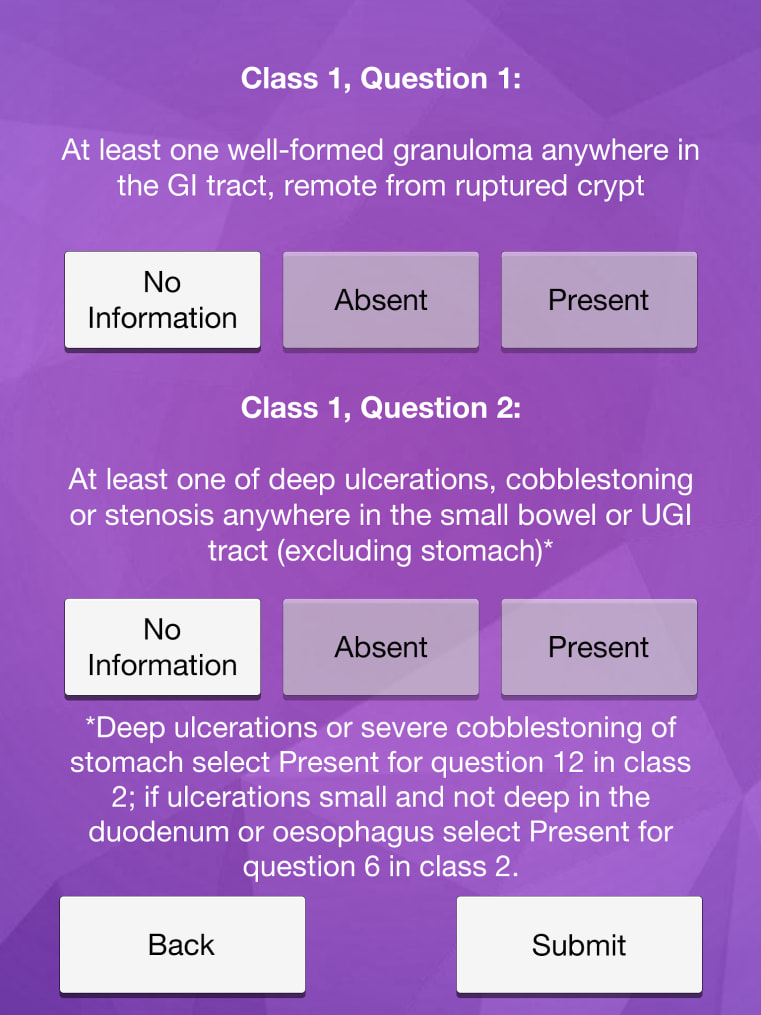 Class 1, Question 1:
At least one well-formed granuloma anywhere in
the GI tract, remote from ruptured crypt
No
Information
Absent
Present
Class 1, Question 2:
At least one of deep ulcerations, cobblestoning
or stenosis anywhere in the small bowel or UGI
tract (excluding stomach)*
No
Information
Absent
Present
*Deep ulcerations or severe cobblestoning of
stomach select Present for question 12 in class
2; if ulcerations small and not deep in the
duodenum or oesophagus select Present for
question 6 in class 2.
Back
Submit